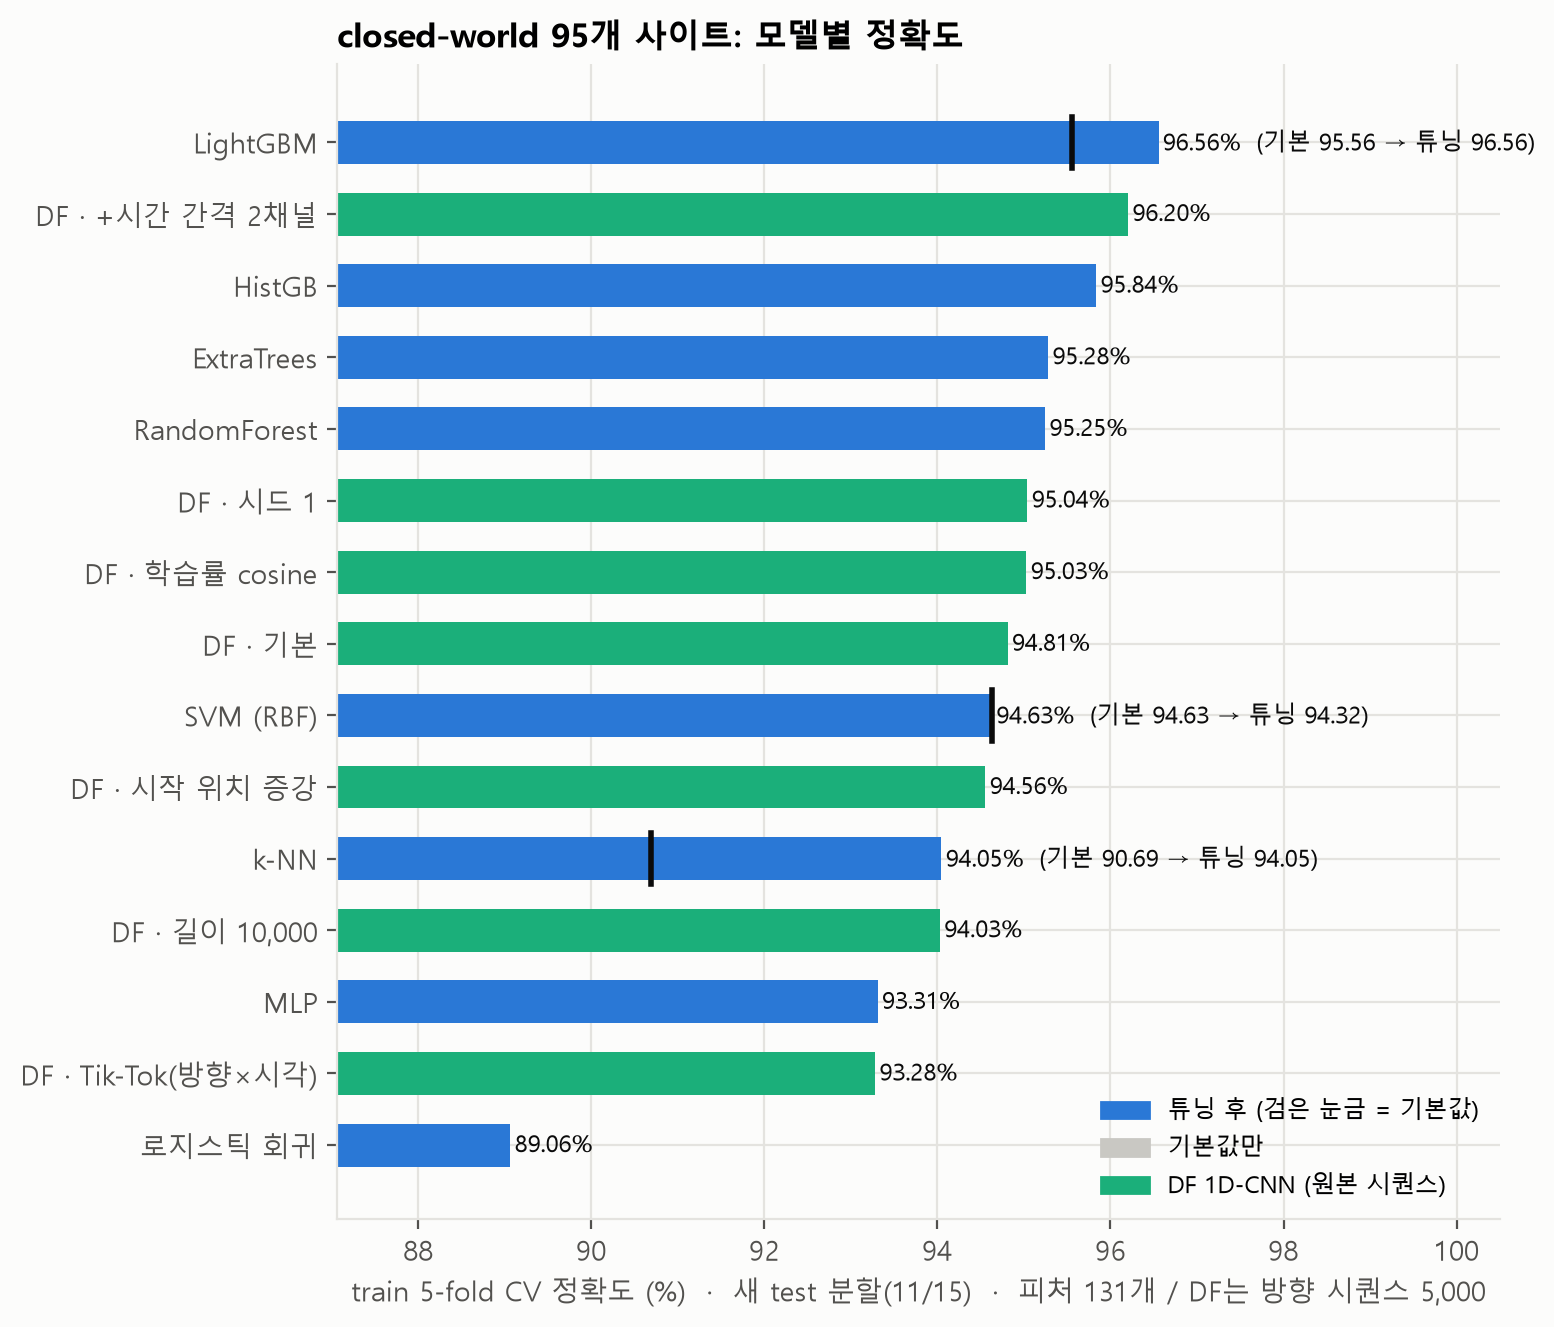 closed-world 95개 사이트: 모델별 정확도
LightGBM 96.56% (기본 95.56 → 튜닝 96.56)
DF · +시간 간격 2채널 96.20%
HistGB 95.84%
ExtraTrees 95.28%
RandomForest 95.25%
DF · 시드 1 95.04%
DF · 학습률 cosine 95.03%
DF · 기본 94.81%
SVM (RBF) 94.63% (기본 94.63 → 튜닝 94.32)
DF · 시작 위치 증강 94.56%
k-NN 94.05% (기본 90.69 → 튜닝 94.05)
DF · 길이 10,000 94.03%
MLP 93.31%
DF · Tik-Tok(방향×시각) 93.28%
로지스틱 회귀 89.06%
튜닝 후 (검은 눈금 = 기본값)
기본값만
DF 1D-CNN (원본 시퀀스)
88 90 92 94 96 98 100
train 5-fold CV 정확도 (%) · 새 test 분할(11/15) · 피처 131개 / DF는 방향 시퀀스 5,000